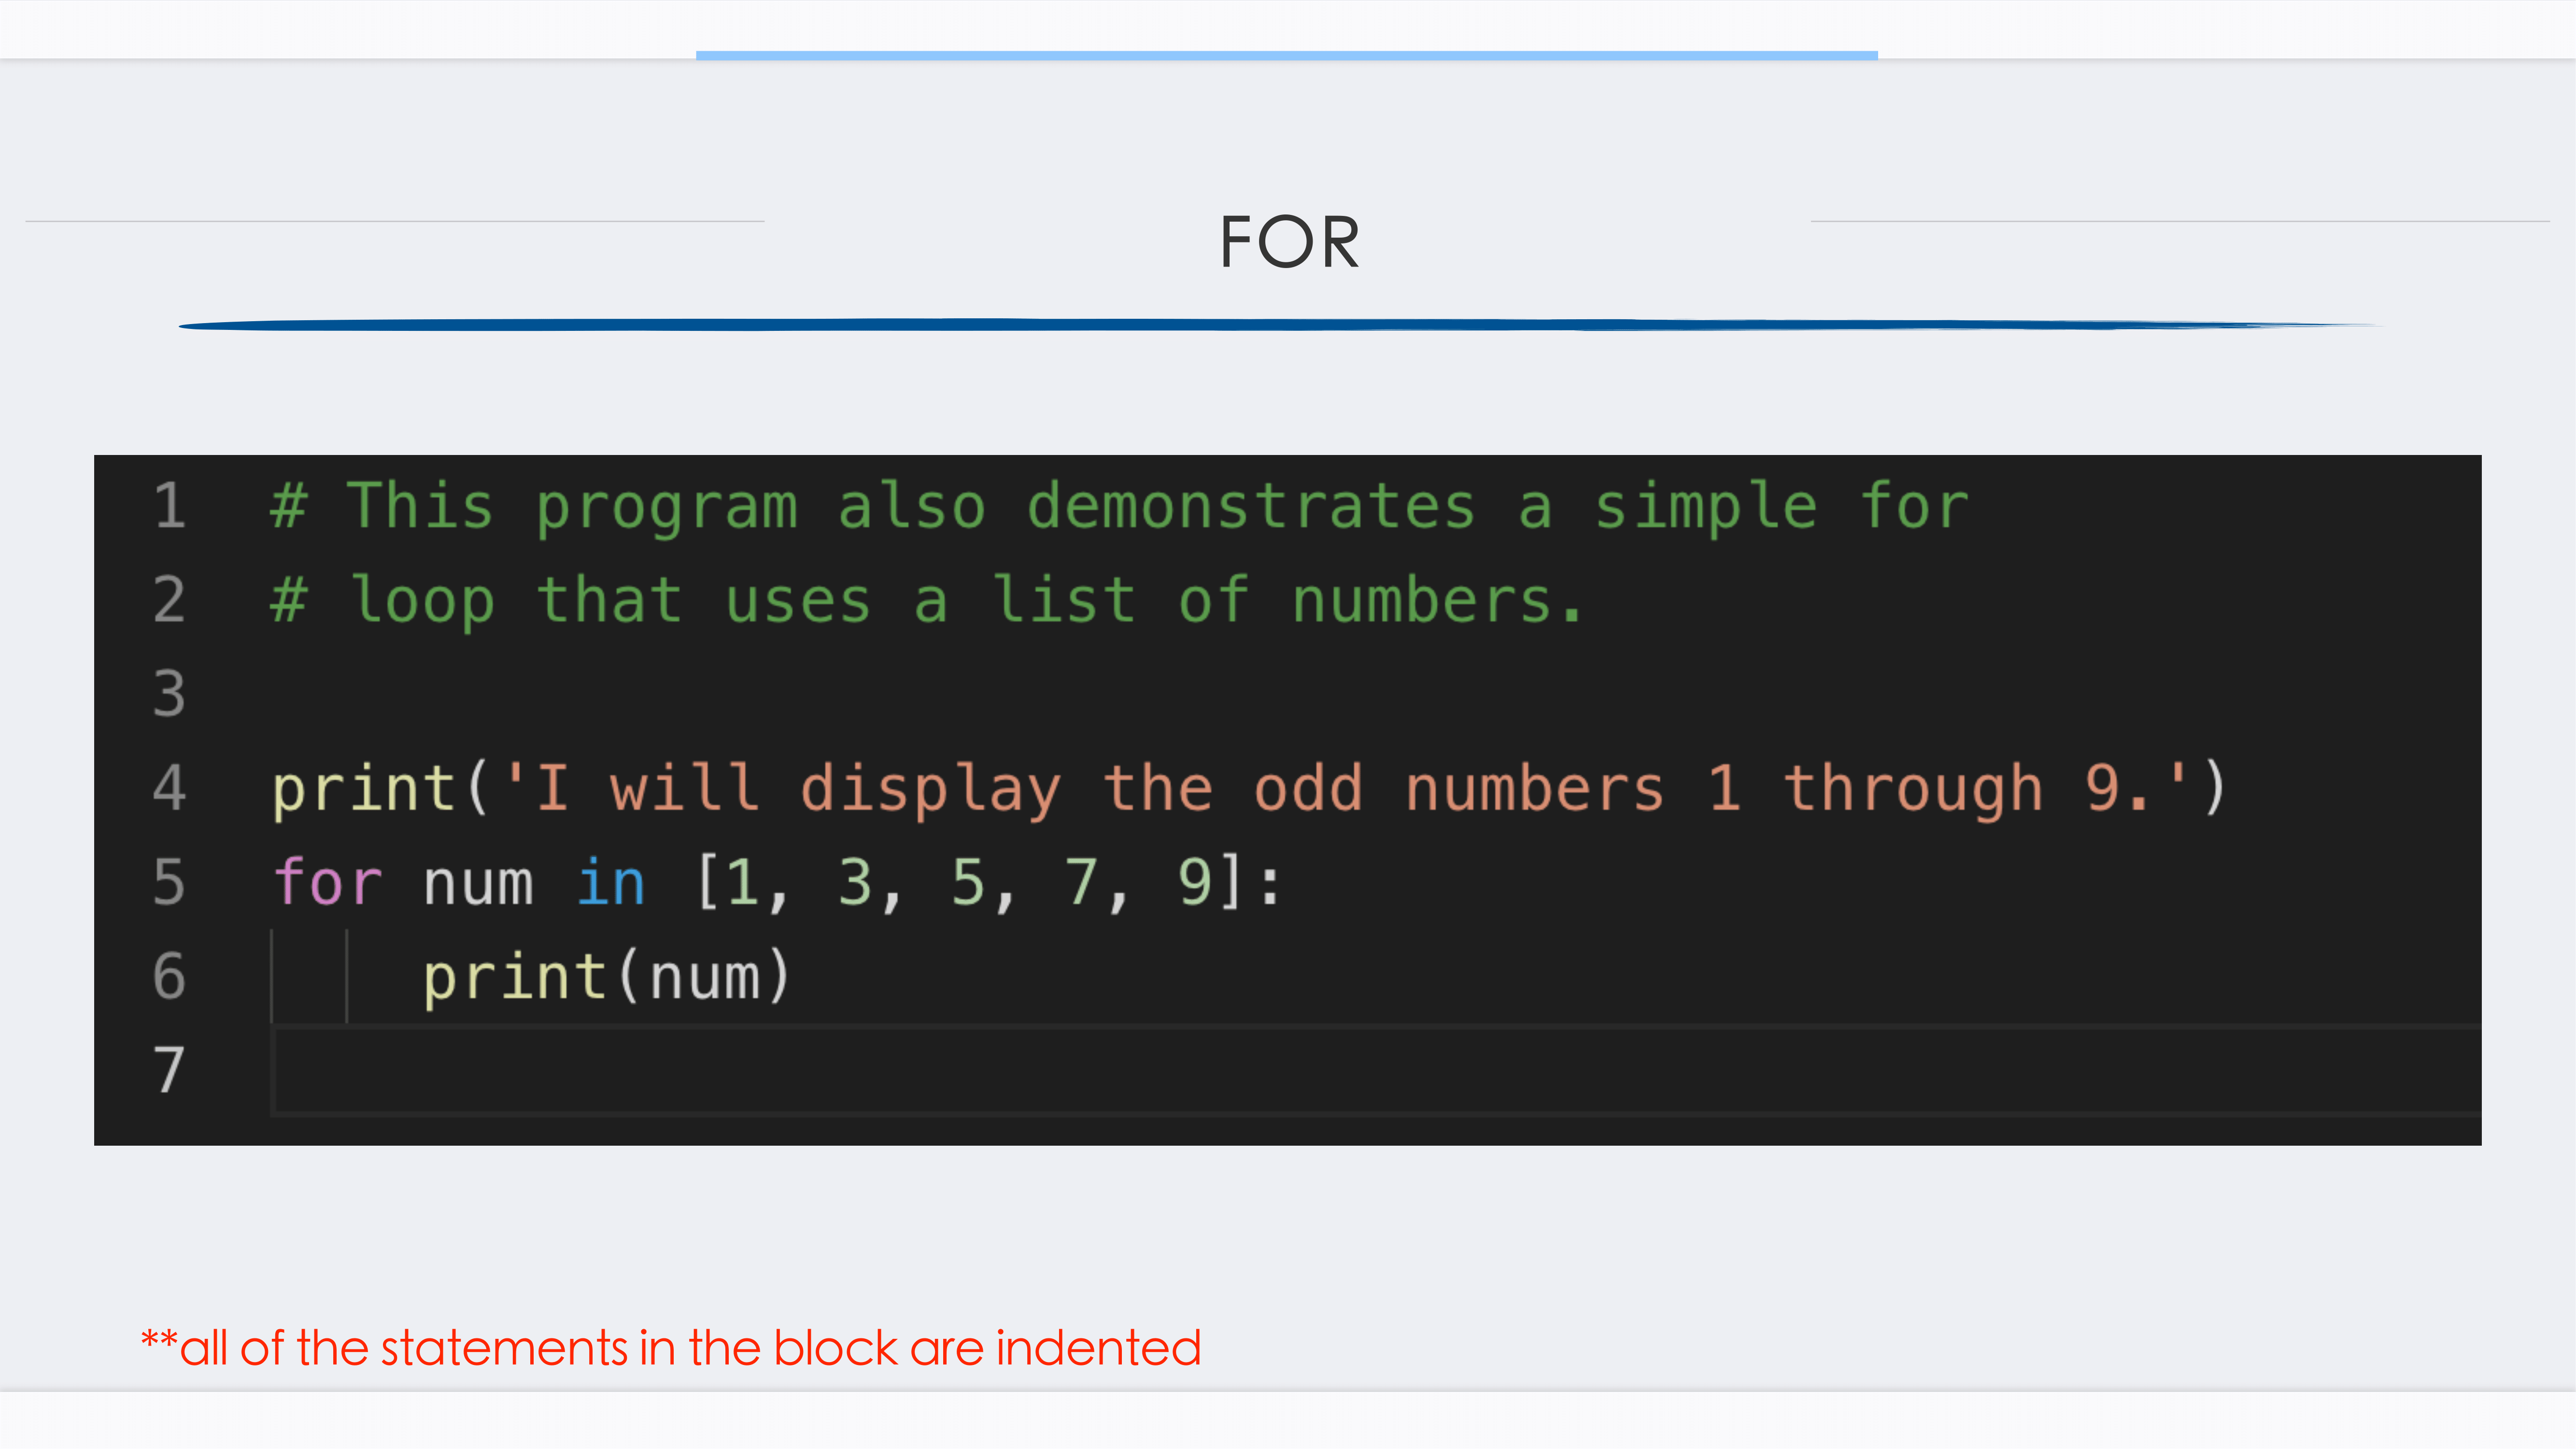 FOR
1 # This program also demonstrates a simple for
2 # loop that uses a list of numbers.
3
4 print('I will display the odd numbers 1 through 9.')
5 for num in [1, 3, 5, 7, 9]:
6     print(num)
7
**all of the statements in the block are indented